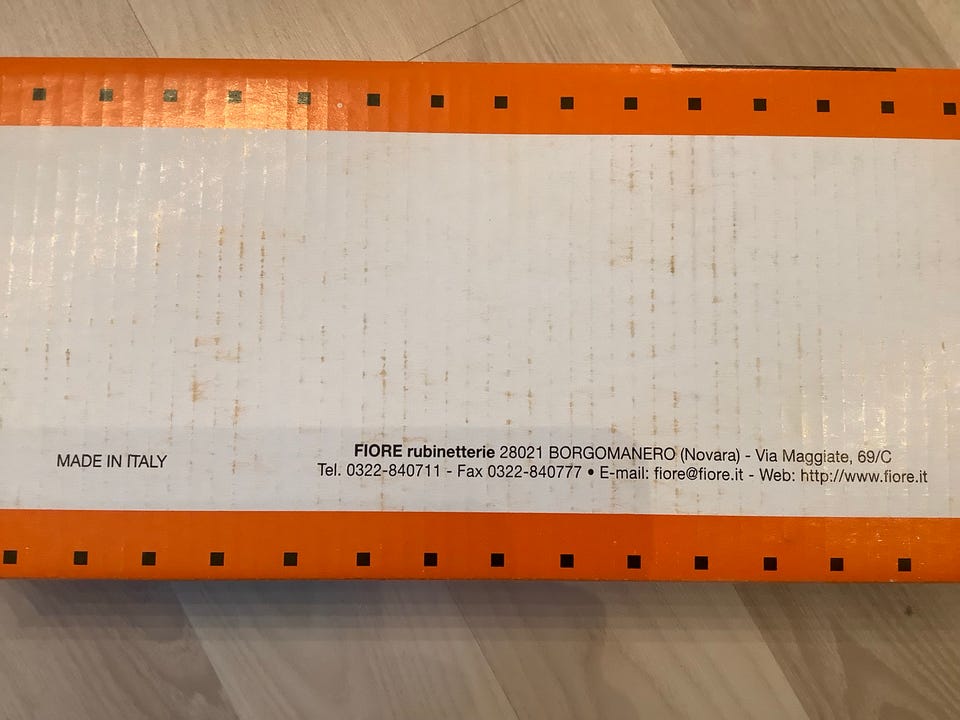 MADE IN ITALY
FIORE rubinetterie 28021 BORGOMANERO (Novara) - Via Maggiate, 69/C
Tel. 0322-840711 - Fax 0322-840777 • E-mail: fiore@fiore.it - Web: http://www.fiore.it